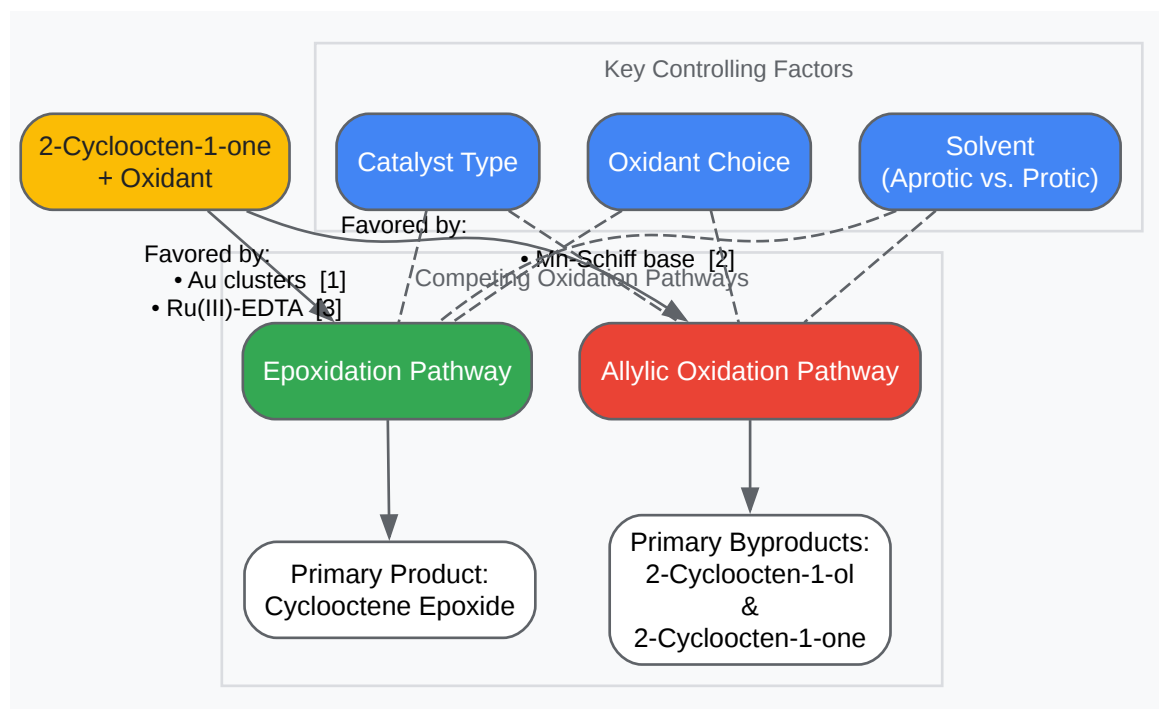 Key Controlling Factors
2-Cycloocten-1-one
+ Oxidant
Catalyst Type
Oxidant Choice
Solvent
(Aprotic vs. Protic)
Favored by:
• Mn-Schiff base  [2]
Favored by:
• Au clusters  [1]
• Ru(III)-EDTA  [3]
Competing Oxidation Pathways
Epoxidation Pathway
Allylic Oxidation Pathway
Primary Product:
Cyclooctene Epoxide
Primary Byproducts:
2-Cycloocten-1-ol
&
2-Cycloocten-1-one